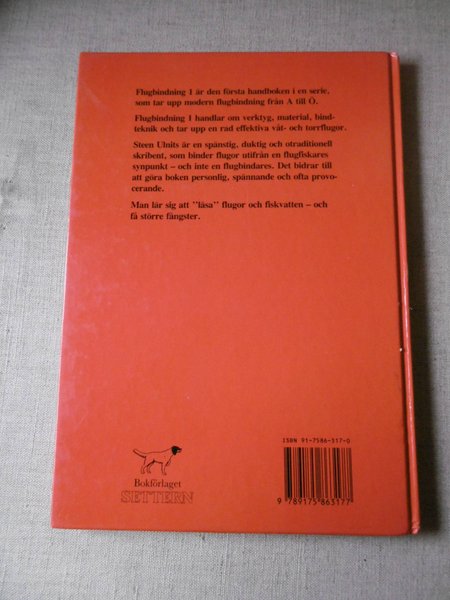 Flugbindning 1 är den första handboken i en serie,
som tar upp modern flugbindning från A till Ö.
Flugbindning 1 handlar om verktyg, material, bind-
teknik och tar upp en rad effektiva våt- och torrflugor.
Steen Ulnits är en spänstig, duktig och otraditionell
skribent, som binder flugor utifrån en flugfiskares
synpunkt – och inte en flugbindares. Det bidrar till
att göra boken personlig, spännande och ofta provo-
cerande.
Man lär sig att ''läsa'' flugor och fiskvatten – och
få större fångster.
ISBN 91-7586-317-0
Bokförlaget
SETTERN
9 789175 863177